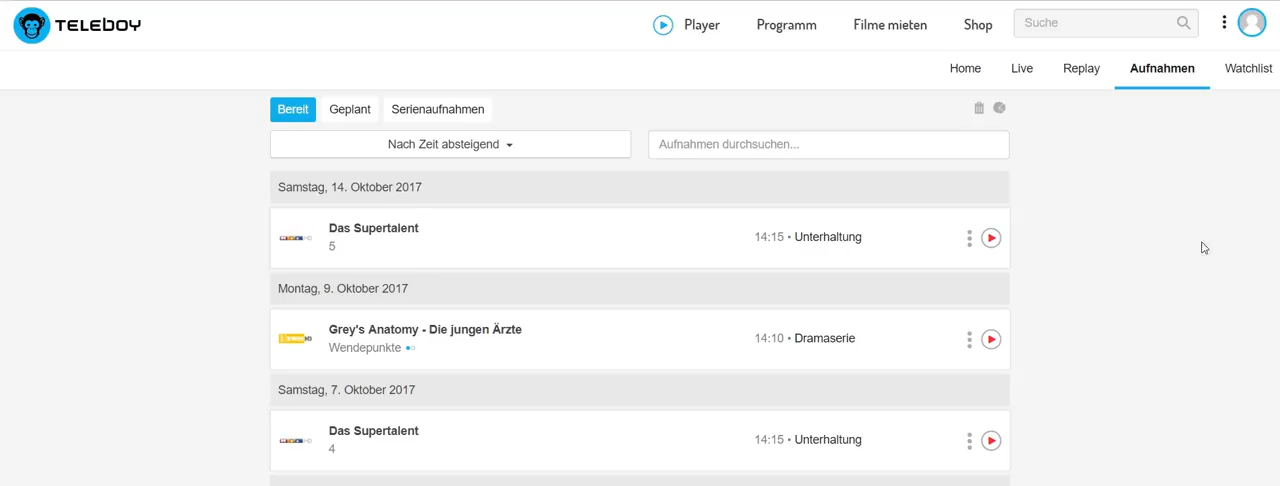 TELEBOY
Player Programm Filme mieten Shop Suche
Home Live Replay Aufnahmen Watchlist
Bereit Geplant Serienaufnahmen
Nach Zeit absteigend Aufnahmen durchsuchen...
Samstag, 14. Oktober 2017
Das Supertalent
5
14:15 • Unterhaltung
Montag, 9. Oktober 2017
Grey's Anatomy - Die jungen Ärzte
Wendepunkte
14:10 • Dramaserie
Samstag, 7. Oktober 2017
Das Supertalent
4
14:15 • Unterhaltung